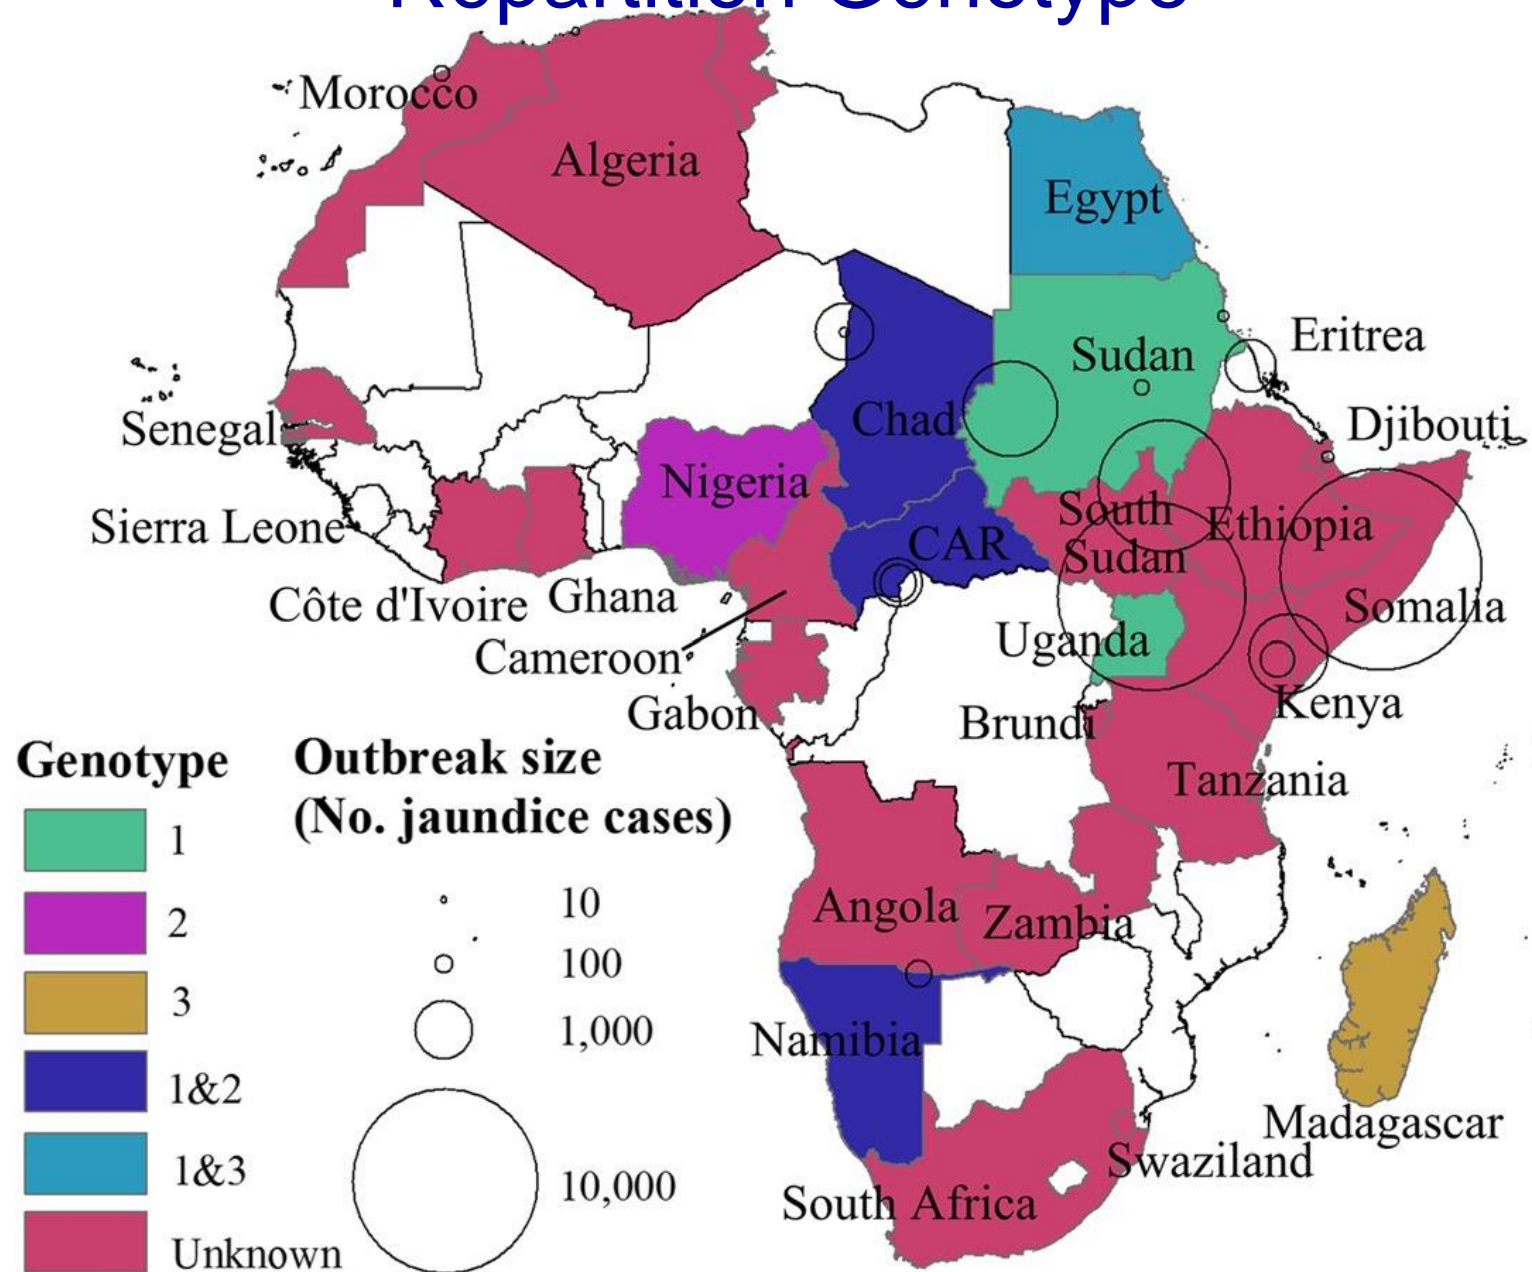 Repartition Genotype
Morocco
Algeria
Egypt
Eritrea
Sudan
Chad
Djibouti
Senegal
Nigeria
South
Sudan
Ethiopia
Sierra Leone
CAR
Côte d'Ivoire
Ghana
Somalia
Uganda
Cameroon
Gabon
Brundi
Kenya
Tanzania
Angola
Zambia
Namibia
Madagascar
Swaziland
South Africa
Genotype
1
2
3
1&2
1&3
Unknown
Outbreak size
(No. jaundice cases)
10
100
1,000
10,000